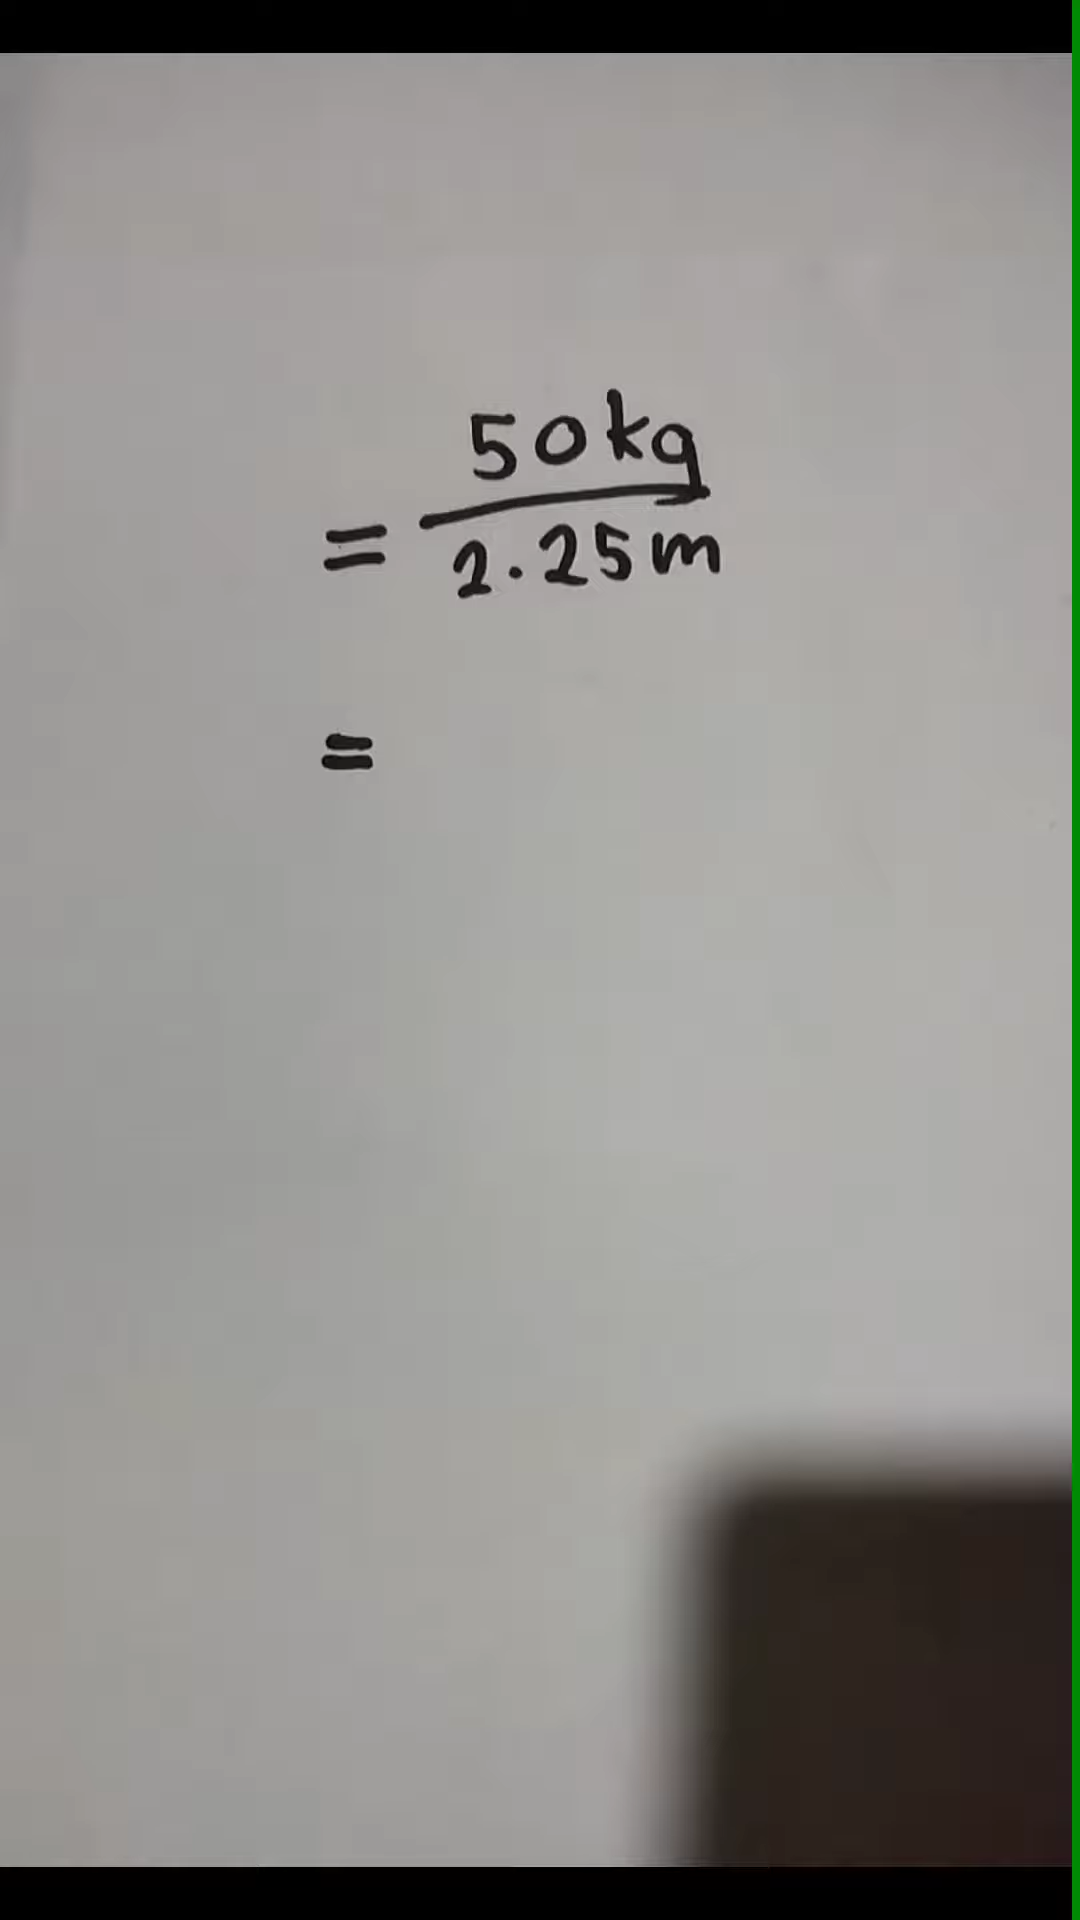 50kg
= ―
2.25m
=